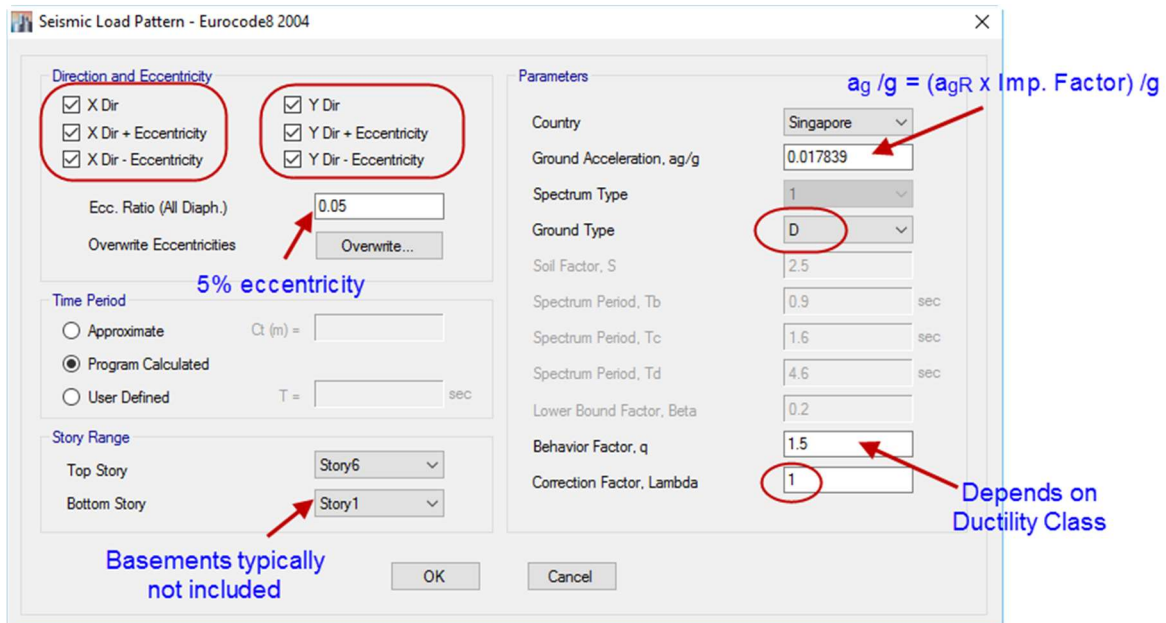 Seismic Load Pattern - Eurocode8 2004
Direction and Eccentricity
X Dir
Y Dir
X Dir + Eccentricity
Y Dir + Eccentricity
X Dir - Eccentricity
Y Dir - Eccentricity
Ecc. Ratio (All Diaph.)
0.05
Overwrite Eccentricities
Overwrite...
5% eccentricity
Time Period
Approximate
Ct (m) =
Program Calculated
User Defined
T =
sec
Story Range
Top Story
Story6
Bottom Story
Story1
Basements typically
not included
Parameters
ag /g = (agR x Imp. Factor) /g
Country
Singapore
Ground Acceleration, ag/g
0.017839
Spectrum Type
1
Ground Type
D
Soil Factor, S
2.5
Spectrum Period, Tb
0.9
sec
Spectrum Period, Tc
1.6
sec
Spectrum Period, Td
4.6
sec
Lower Bound Factor, Beta
0.2
Behavior Factor, q
1.5
Correction Factor, Lambda
1
Depends on
Ductility Class
OK
Cancel